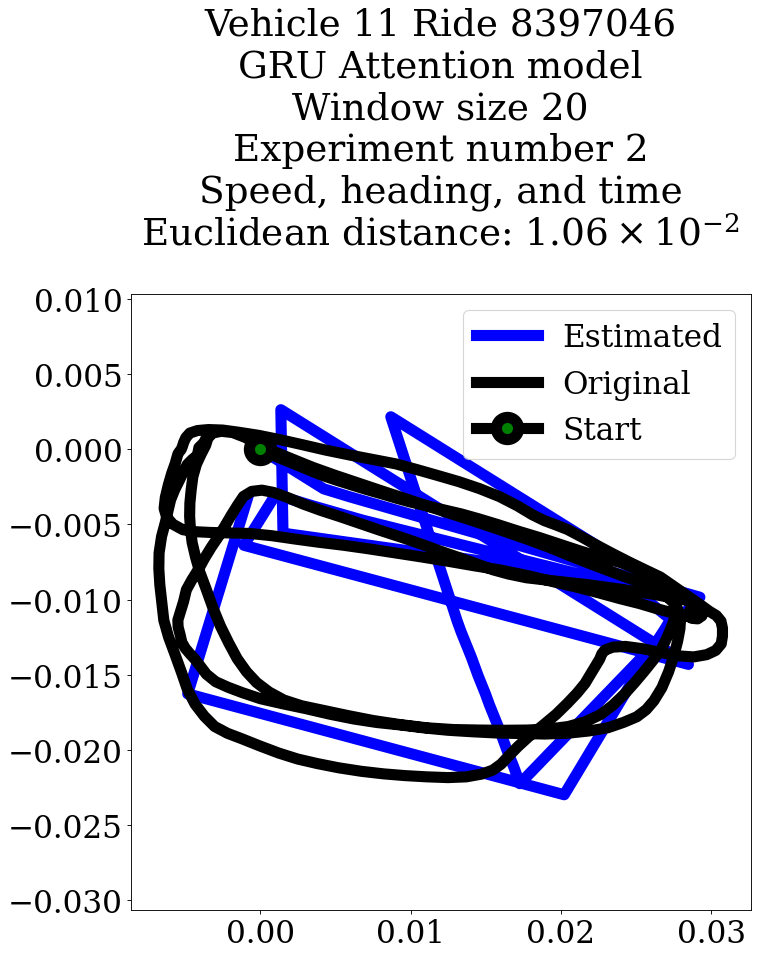 Vehicle 11 Ride 8397046
GRU Attention model
Window size 20
Experiment number 2
Speed, heading, and time
Euclidean distance: 1.06 × 10⁻²
Estimated
Original
Start
0.010
0.005
0.000
−0.005
−0.010
−0.015
−0.020
−0.025
−0.030
0.00 0.01 0.02 0.03